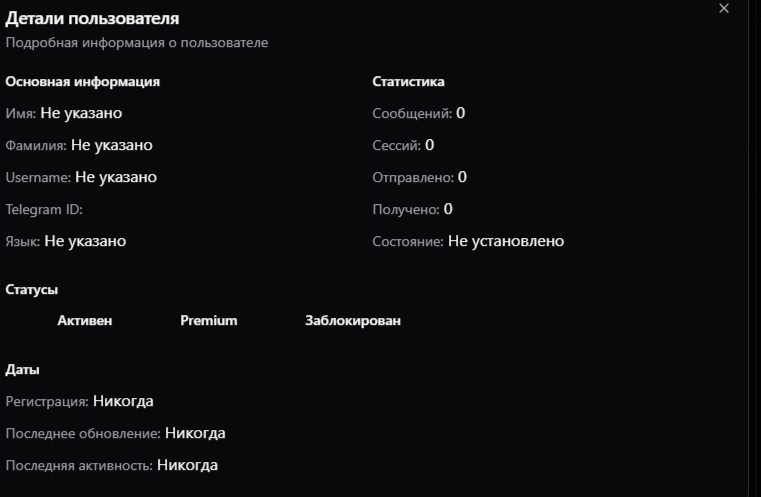 Детали пользователя
Подробная информация о пользователе
Основная информация
Имя: Не указано
Фамилия: Не указано
Username: Не указано
Telegram ID:
Язык: Не указано
Статистика
Сообщений: 0
Сессий: 0
Отправлено: 0
Получено: 0
Состояние: Не установлено
Статусы
Активен Premium Заблокирован
Даты
Регистрация: Никогда
Последнее обновление: Никогда
Последняя активность: Никогда